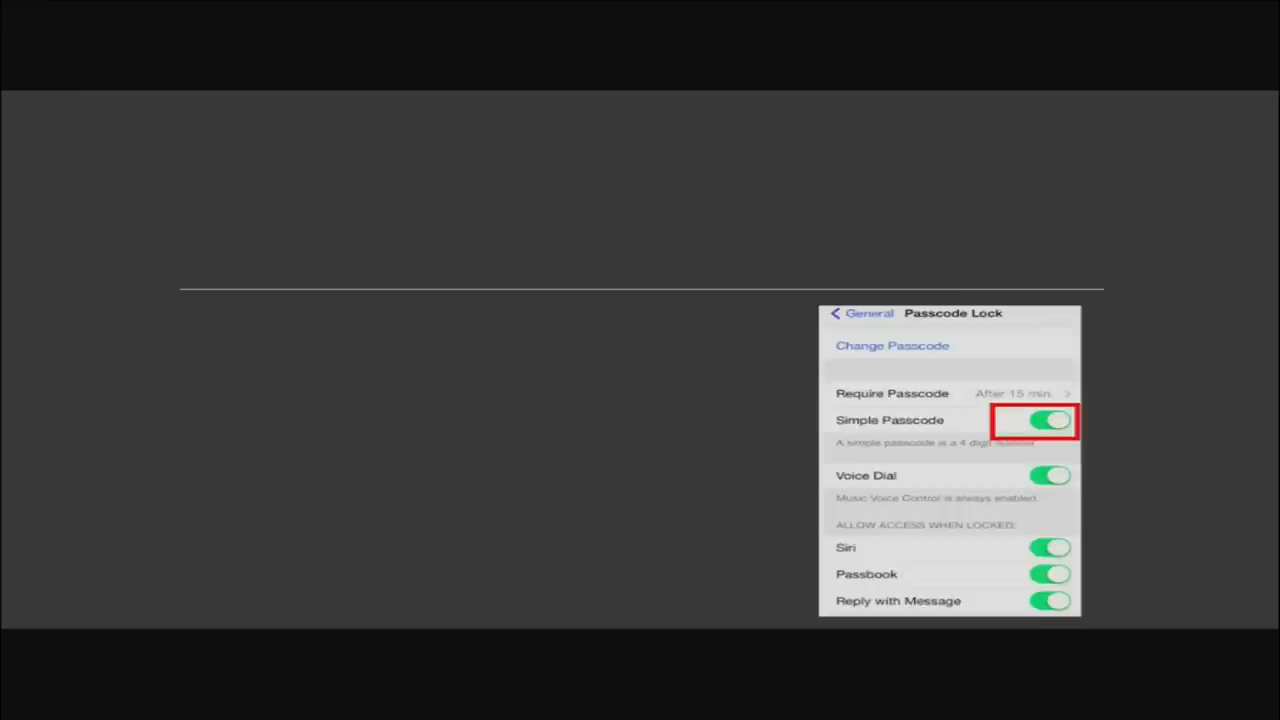 General Passcode Lock
Change Passcode
Require Passcode After 15 min.
Simple Passcode
A simple passcode is a 4 digit number
Voice Dial
Music Voice Control is always enabled.
ALLOW ACCESS WHEN LOCKED:
Siri
Passbook
Reply with Message